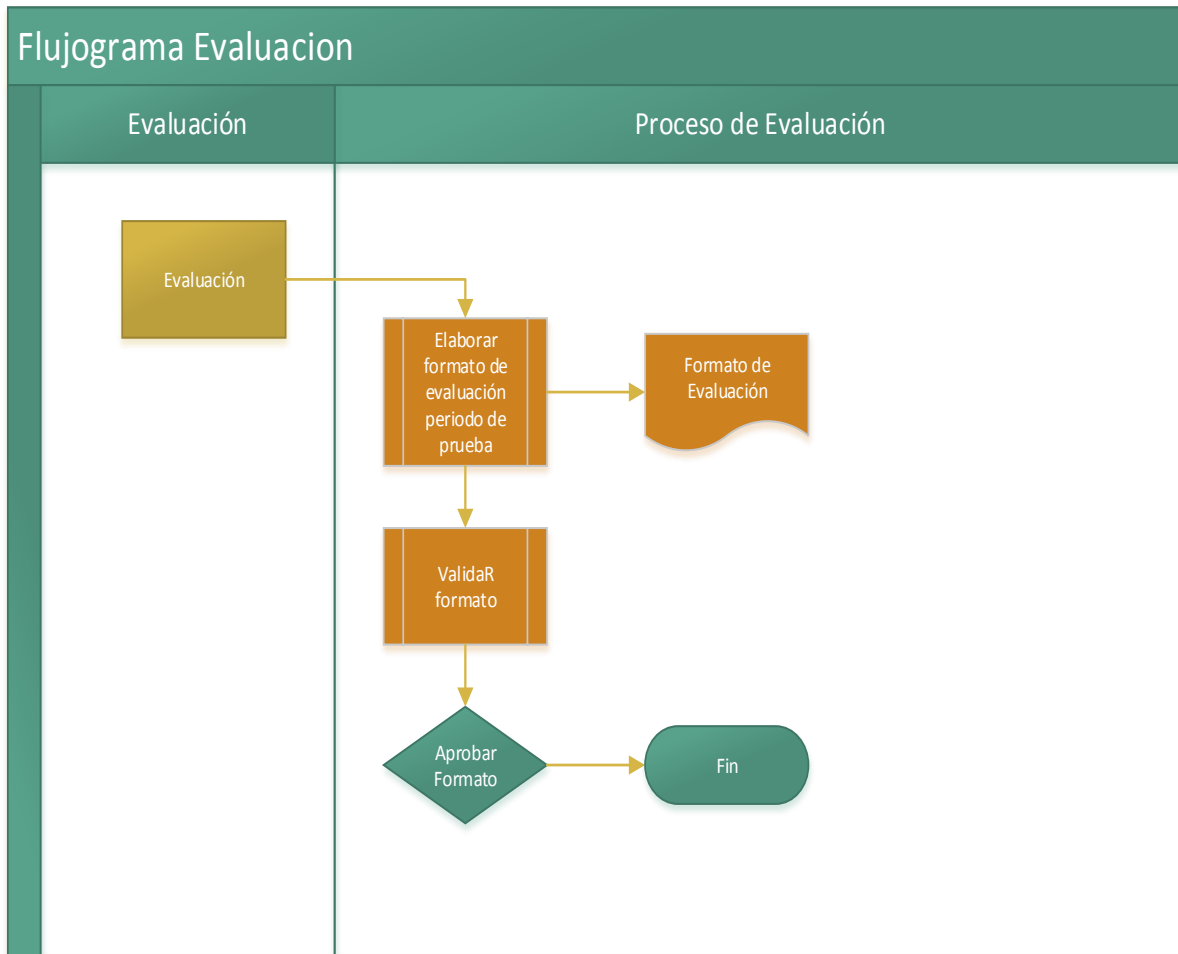 Flujograma Evaluacion
Evaluación
Proceso de Evaluación
Evaluación
Elaborar
formato de
evaluación
periodo de
prueba
Formato de
Evaluación
ValidaR
formato
Aprobar
Formato
Fin